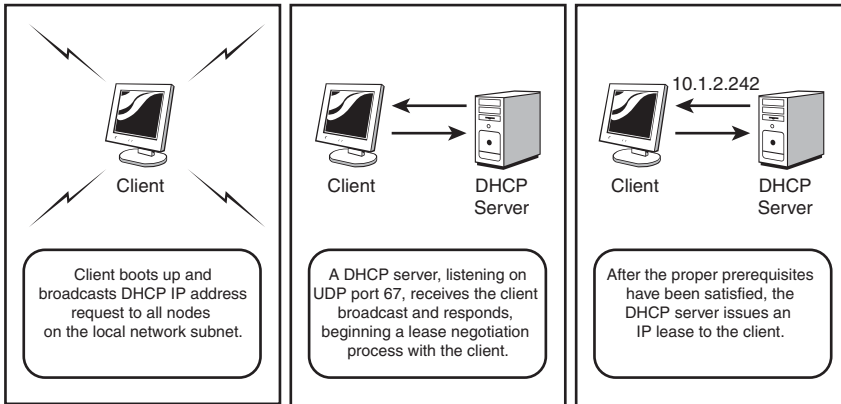 Client
Client boots up and
broadcasts DHCP IP address
request to all nodes
on the local network subnet.
Client
DHCP
Server
A DHCP server, listening on
UDP port 67, receives the client
broadcast and responds,
beginning a lease negotiation
process with the client.
10.1.2.242
Client
DHCP
Server
After the proper prerequisites
have been satisfied, the
DHCP server issues an
IP lease to the client.